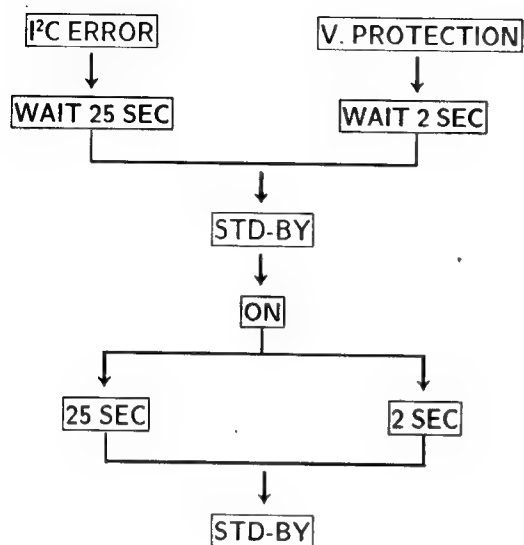 I²C ERROR
V. PROTECTION
WAIT 25 SEC
WAIT 2 SEC
STD-BY
ON
25 SEC
2 SEC
STD-BY